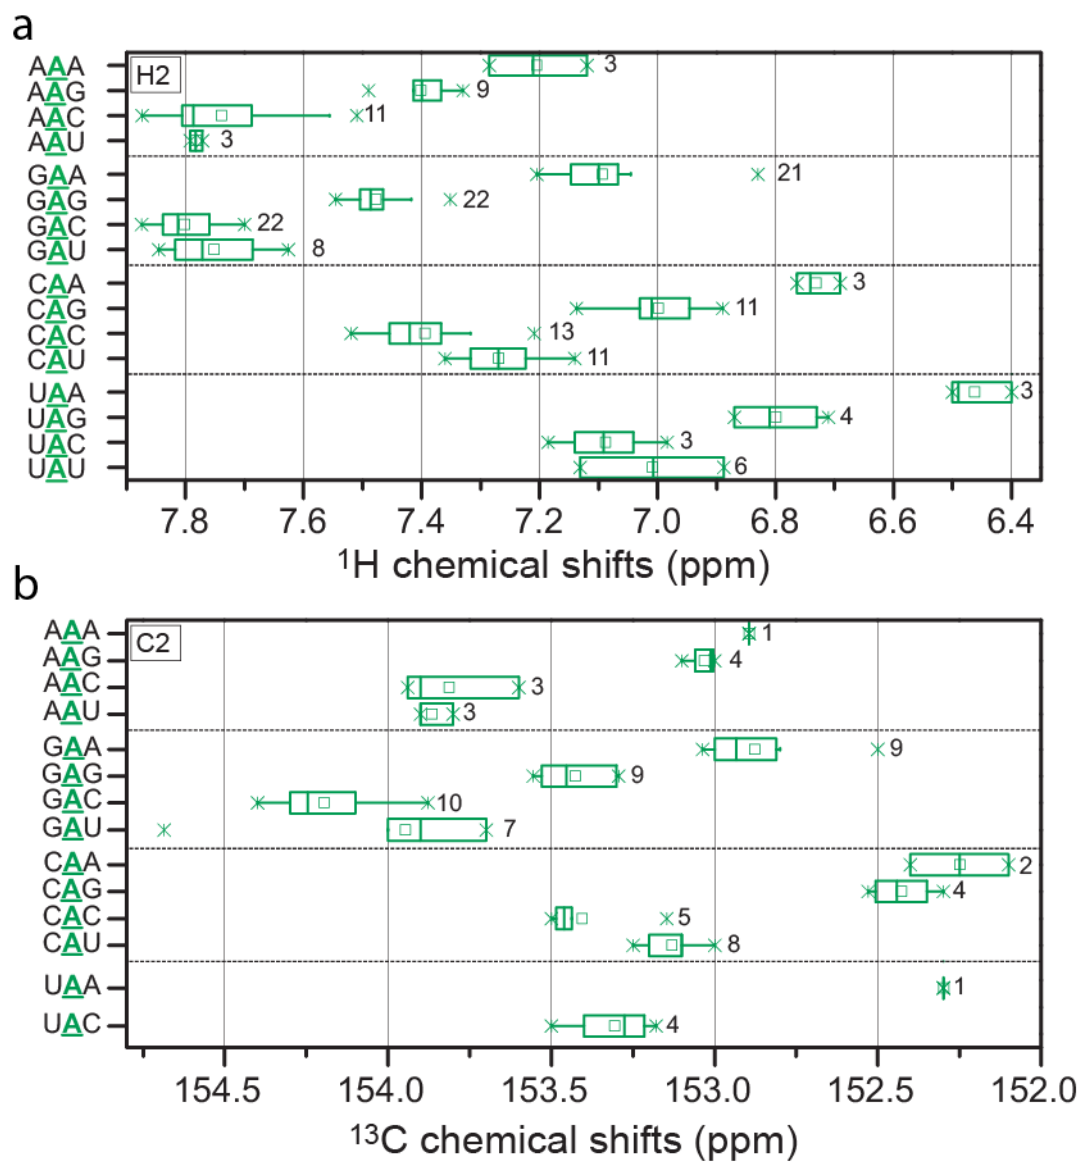 a
H2
AAA 3
AAG 9
AAC 11
AAU 3
GAA 21
GAG 22
GAC 22
GAU 8
CAA 3
CAG 11
CAC 13
CAU 11
UAA 3
UAG 4
UAC 3
UAU 6
7.8 7.6 7.4 7.2 7.0 6.8 6.6 6.4
¹H chemical shifts (ppm)
b
C2
AAA 1
AAG 4
AAC 3
AAU 3
GAA 9
GAG 9
GAC 10
GAU 7
CAA 2
CAG 4
CAC 5
CAU 8
UAA 1
UAC 4
154.5 154.0 153.5 153.0 152.5 152.0
¹³C chemical shifts (ppm)